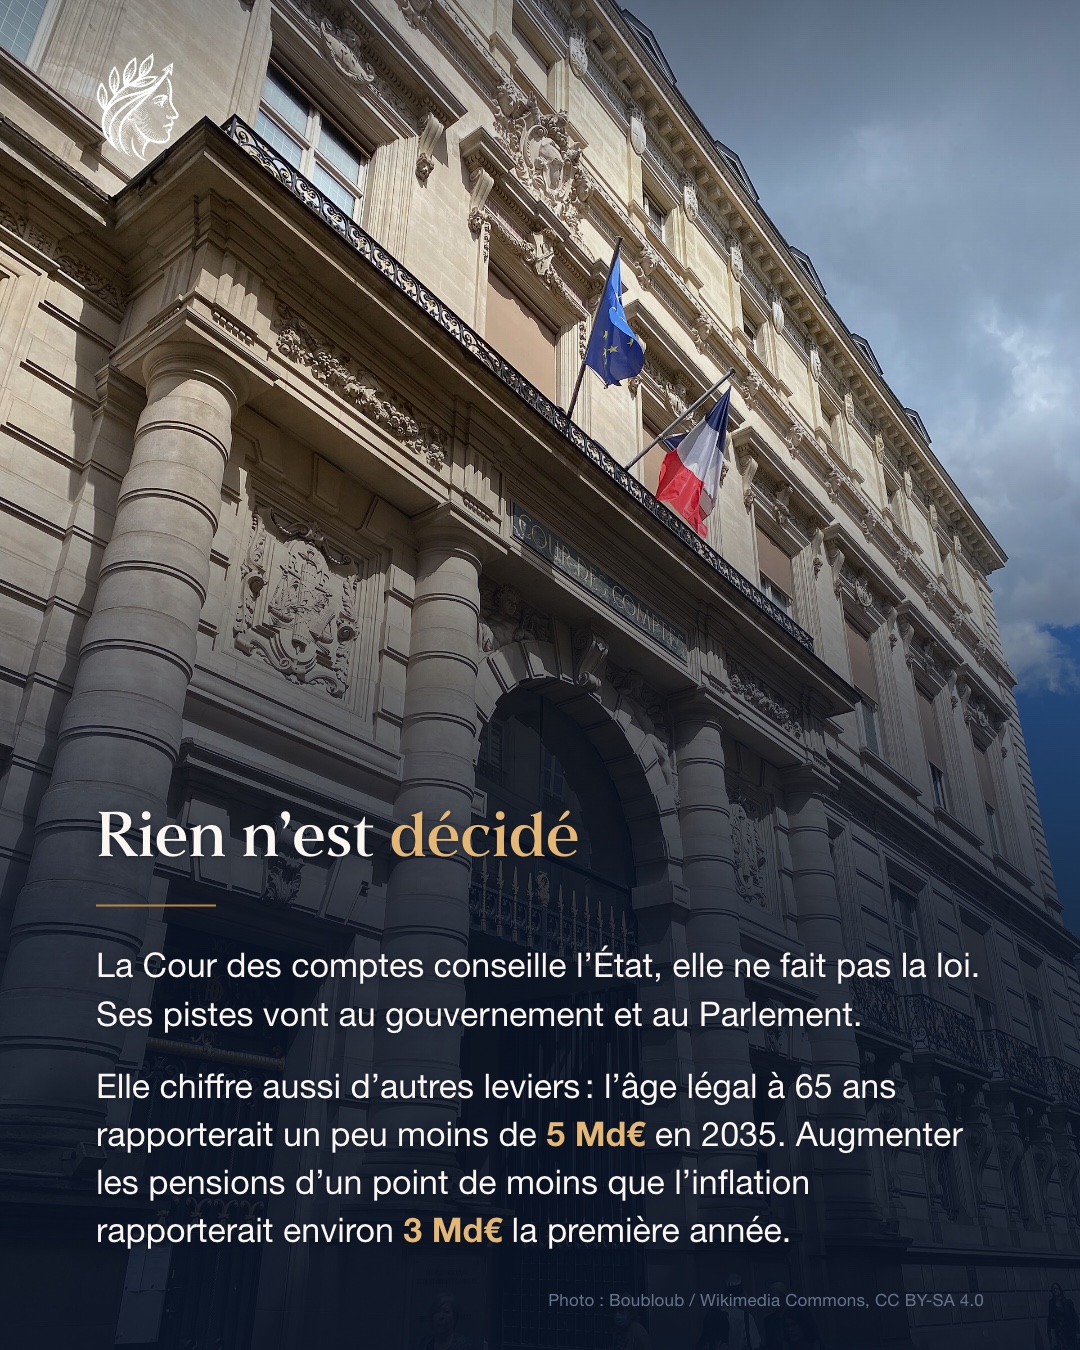 COUR DES COMPTES
Rien n’est décidé
La Cour des comptes conseille l’État, elle ne fait pas la loi.
Ses pistes vont au gouvernement et au Parlement.
Elle chiffre aussi d’autres leviers : l’âge légal à 65 ans
rapporterait un peu moins de 5 Md€ en 2035. Augmenter
les pensions d’un point de moins que l’inflation
rapporterait environ 3 Md€ la première année.
Photo : Boubloub / Wikimedia Commons, CC BY-SA 4.0